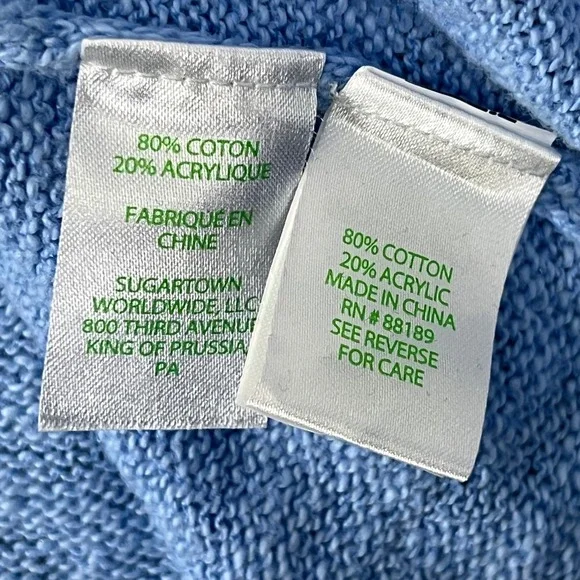 80% COTON
20% ACRYLIQUE
FABRIQUÉ EN
CHINE
SUGARTOWN
WORLDWIDE, LLC
800 THIRD AVENUE
KING OF PRUSSIA,
PA
80% COTTON
20% ACRYLIC
MADE IN CHINA
RN # 88189
SEE REVERSE
FOR CARE